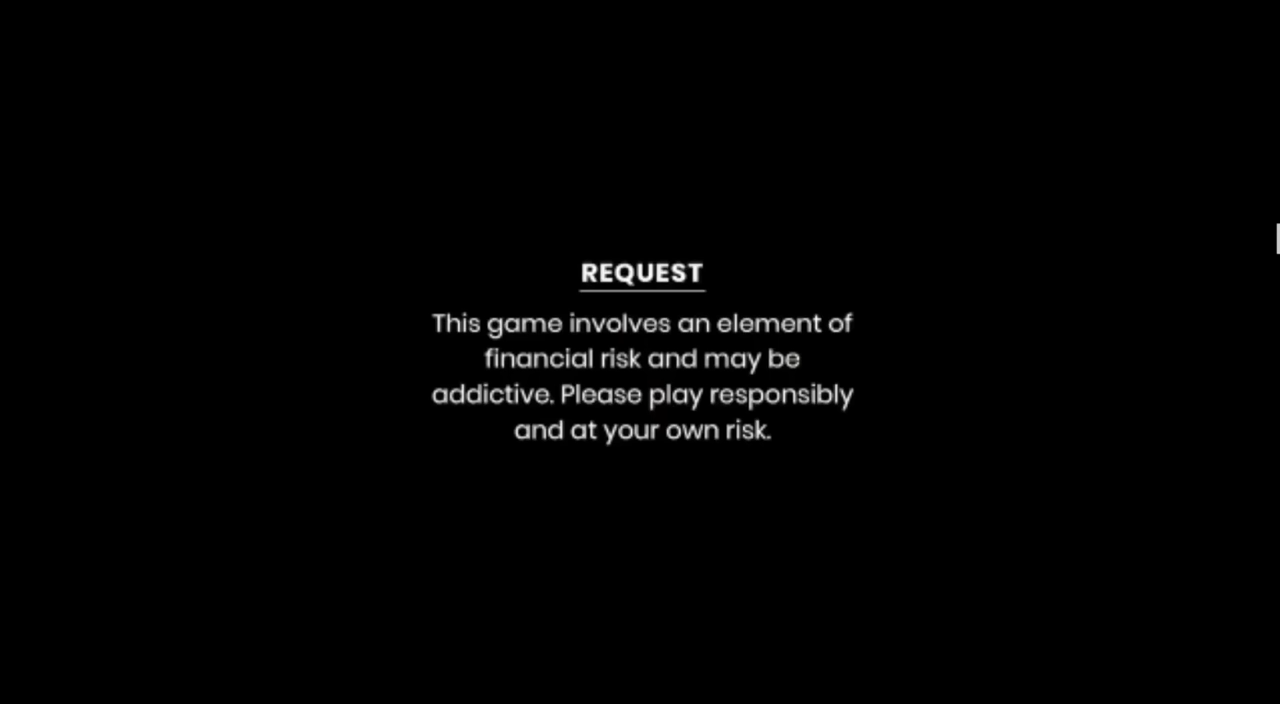 REQUEST
This game involves an element of
financial risk and may be
addictive. Please play responsibly
and at your own risk.